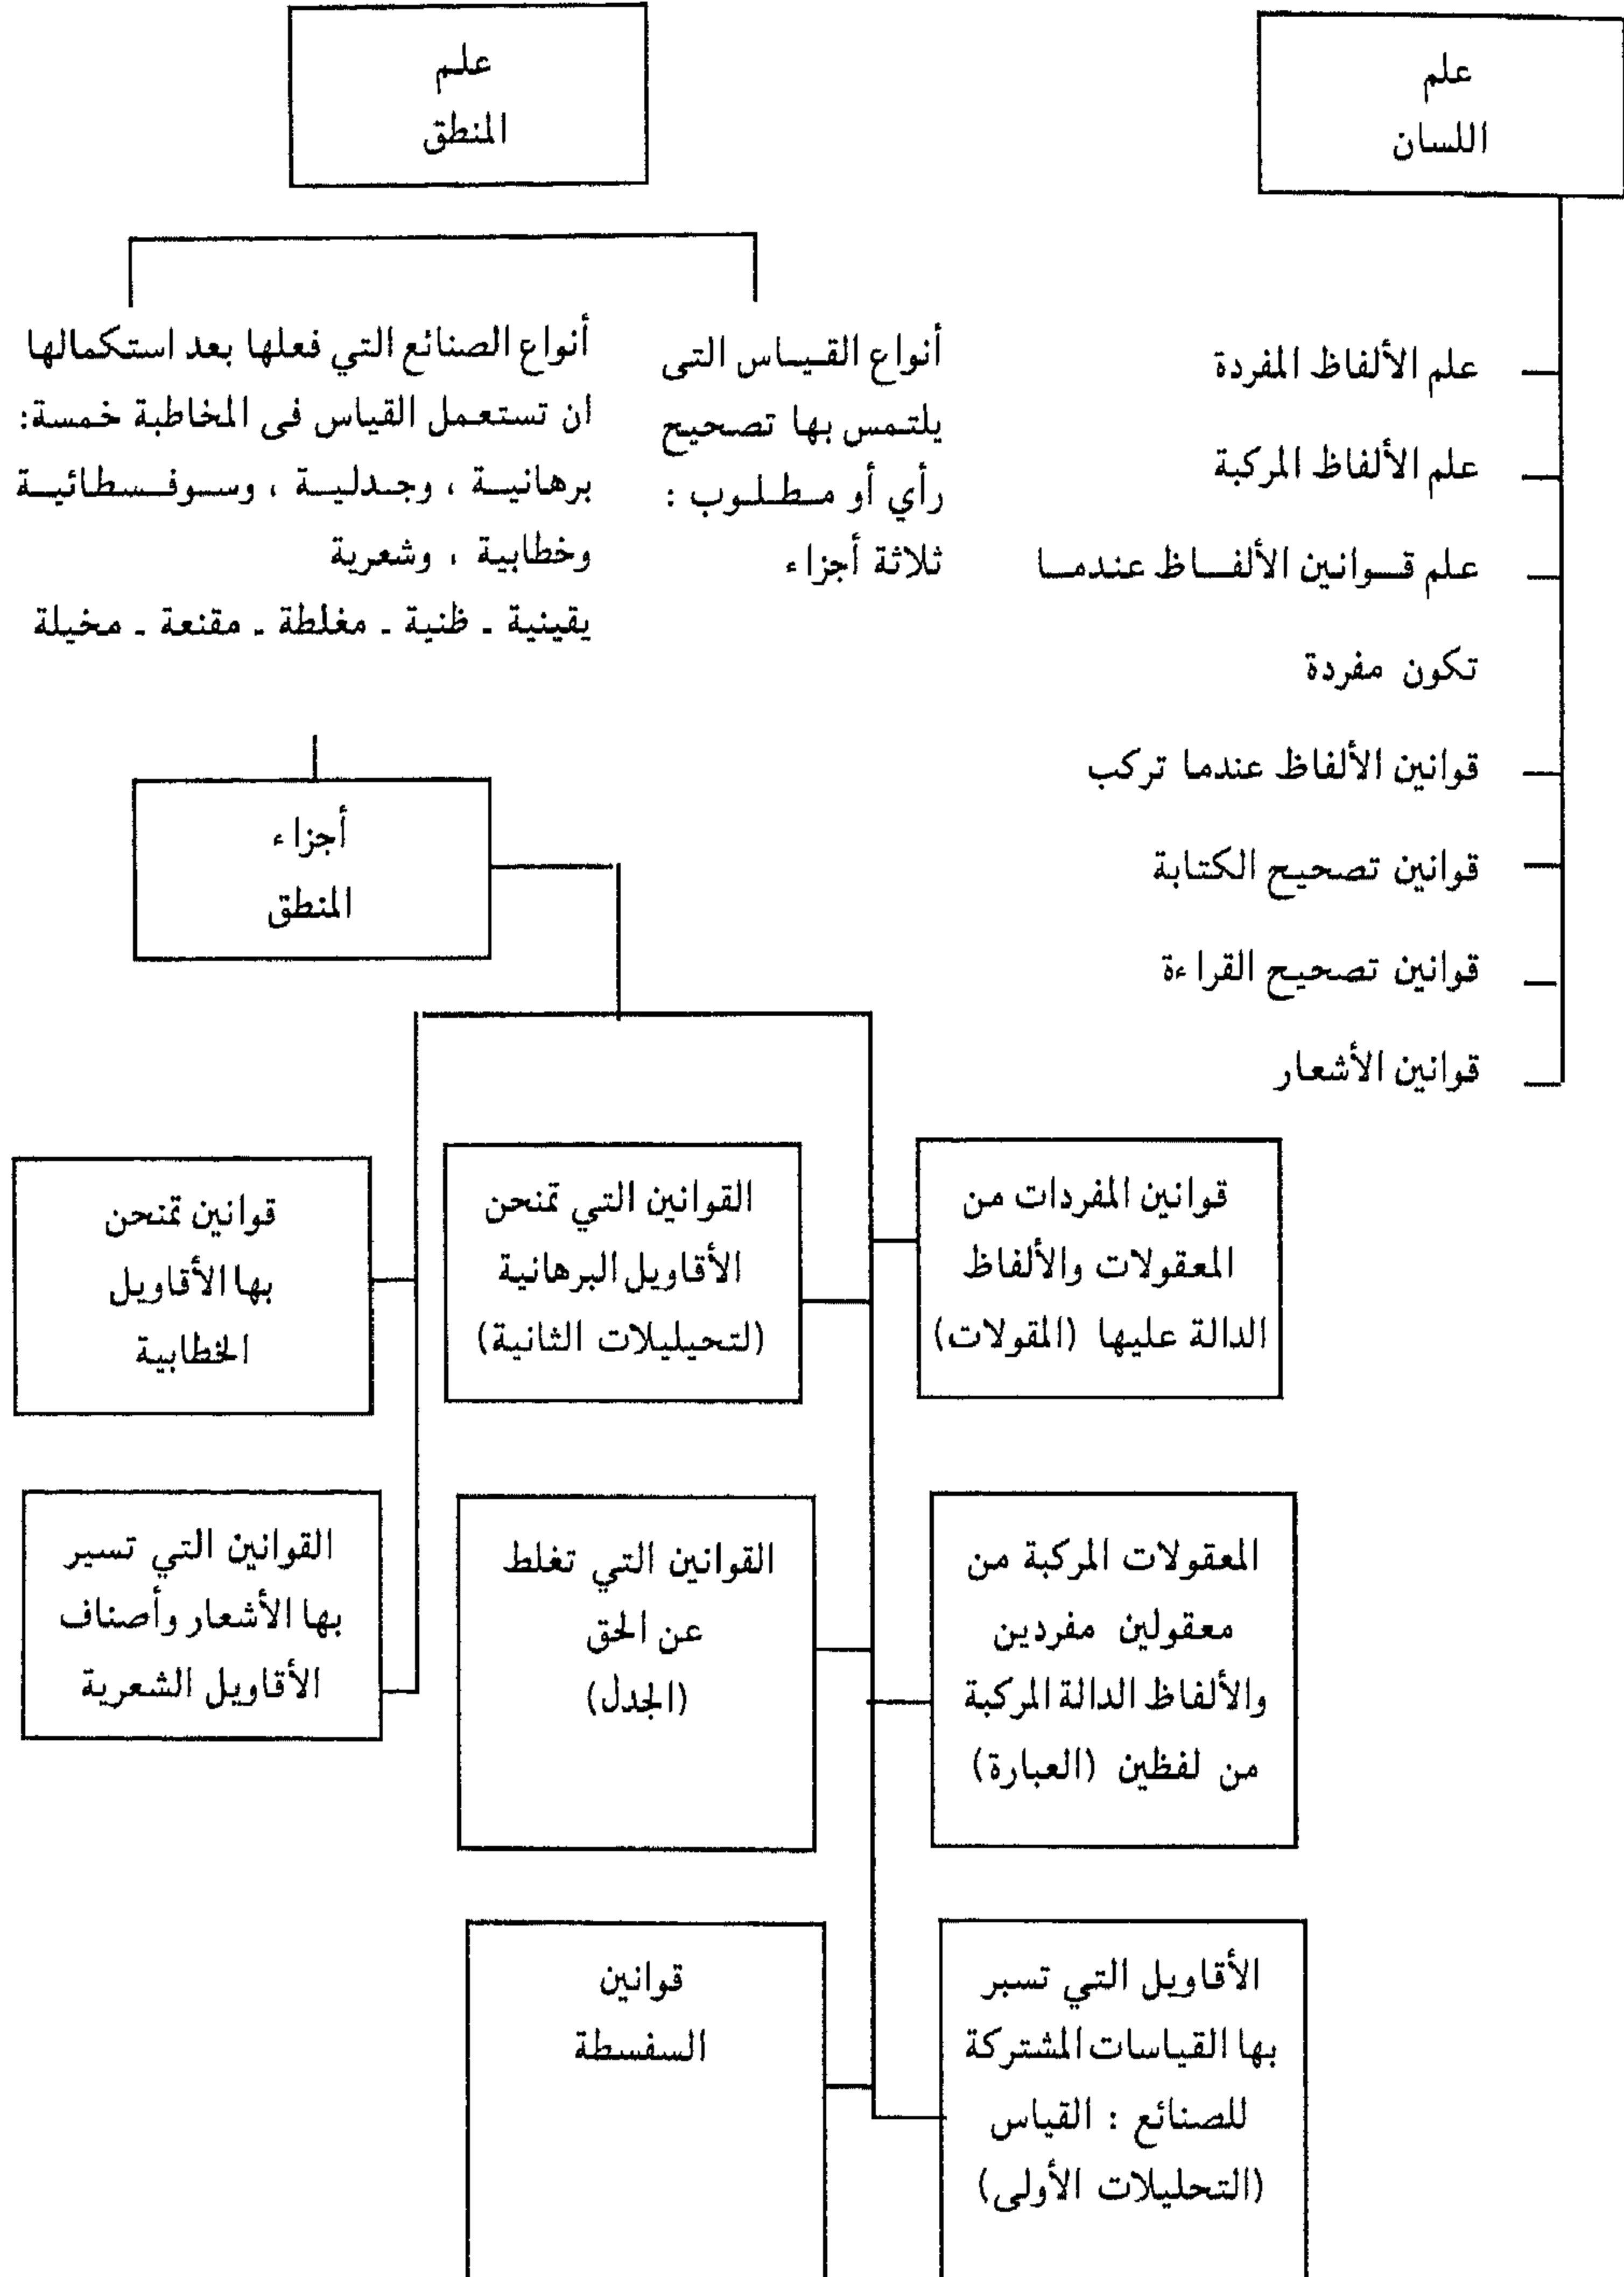 علم
اللسان
علم الألفاظ المفردة
علم الألفاظ المركبة
علم قوانين الألفاظ عندما
تكون مفردة
قوانين الألفاظ عندما تركب
قوانين تصحيح الكتابة
قوانين تصحيح القراءة
قوانين الأشعار
علم
المنطق
أنواع القياس التى
يلتمس بها تصحيح
رأي أو مطلوب :
ثلاثة أجزاء
أنواع الصنائع التي فعلها بعد استكمالها
ان تستعمل القياس فى المخاطبة خمسة:
برهانية ، وجدلية ، وسوفسطائية
وخطابية ، وشعرية
يقينية ـ ظنية ـ مغلطة ـ مقنعة ـ مخيلة
أجزاء
المنطق
قوانين المفردات من
المعقولات والألفاظ
الدالة عليها (المقولات)
القوانين التي تمنحن
الأقاويل البرهانية
(لتحيليلات الثانية)
قوانين تمنحن
بها الأقاويل
الخطابية
المعقولات المركبة من
معقولين مفردين
والألفاظ الدالة المركبة
من لفظين (العبارة)
القوانين التي تغلط
عن الحق
(الجدل)
القوانين التي تسير
بها الأشعار وأصناف
الأقاويل الشعرية
الأقاويل التي تسبر
بها القياسات المشتركة
للصنائع : القياس
(التحليلات الأولى)
قوانين
السفسطة